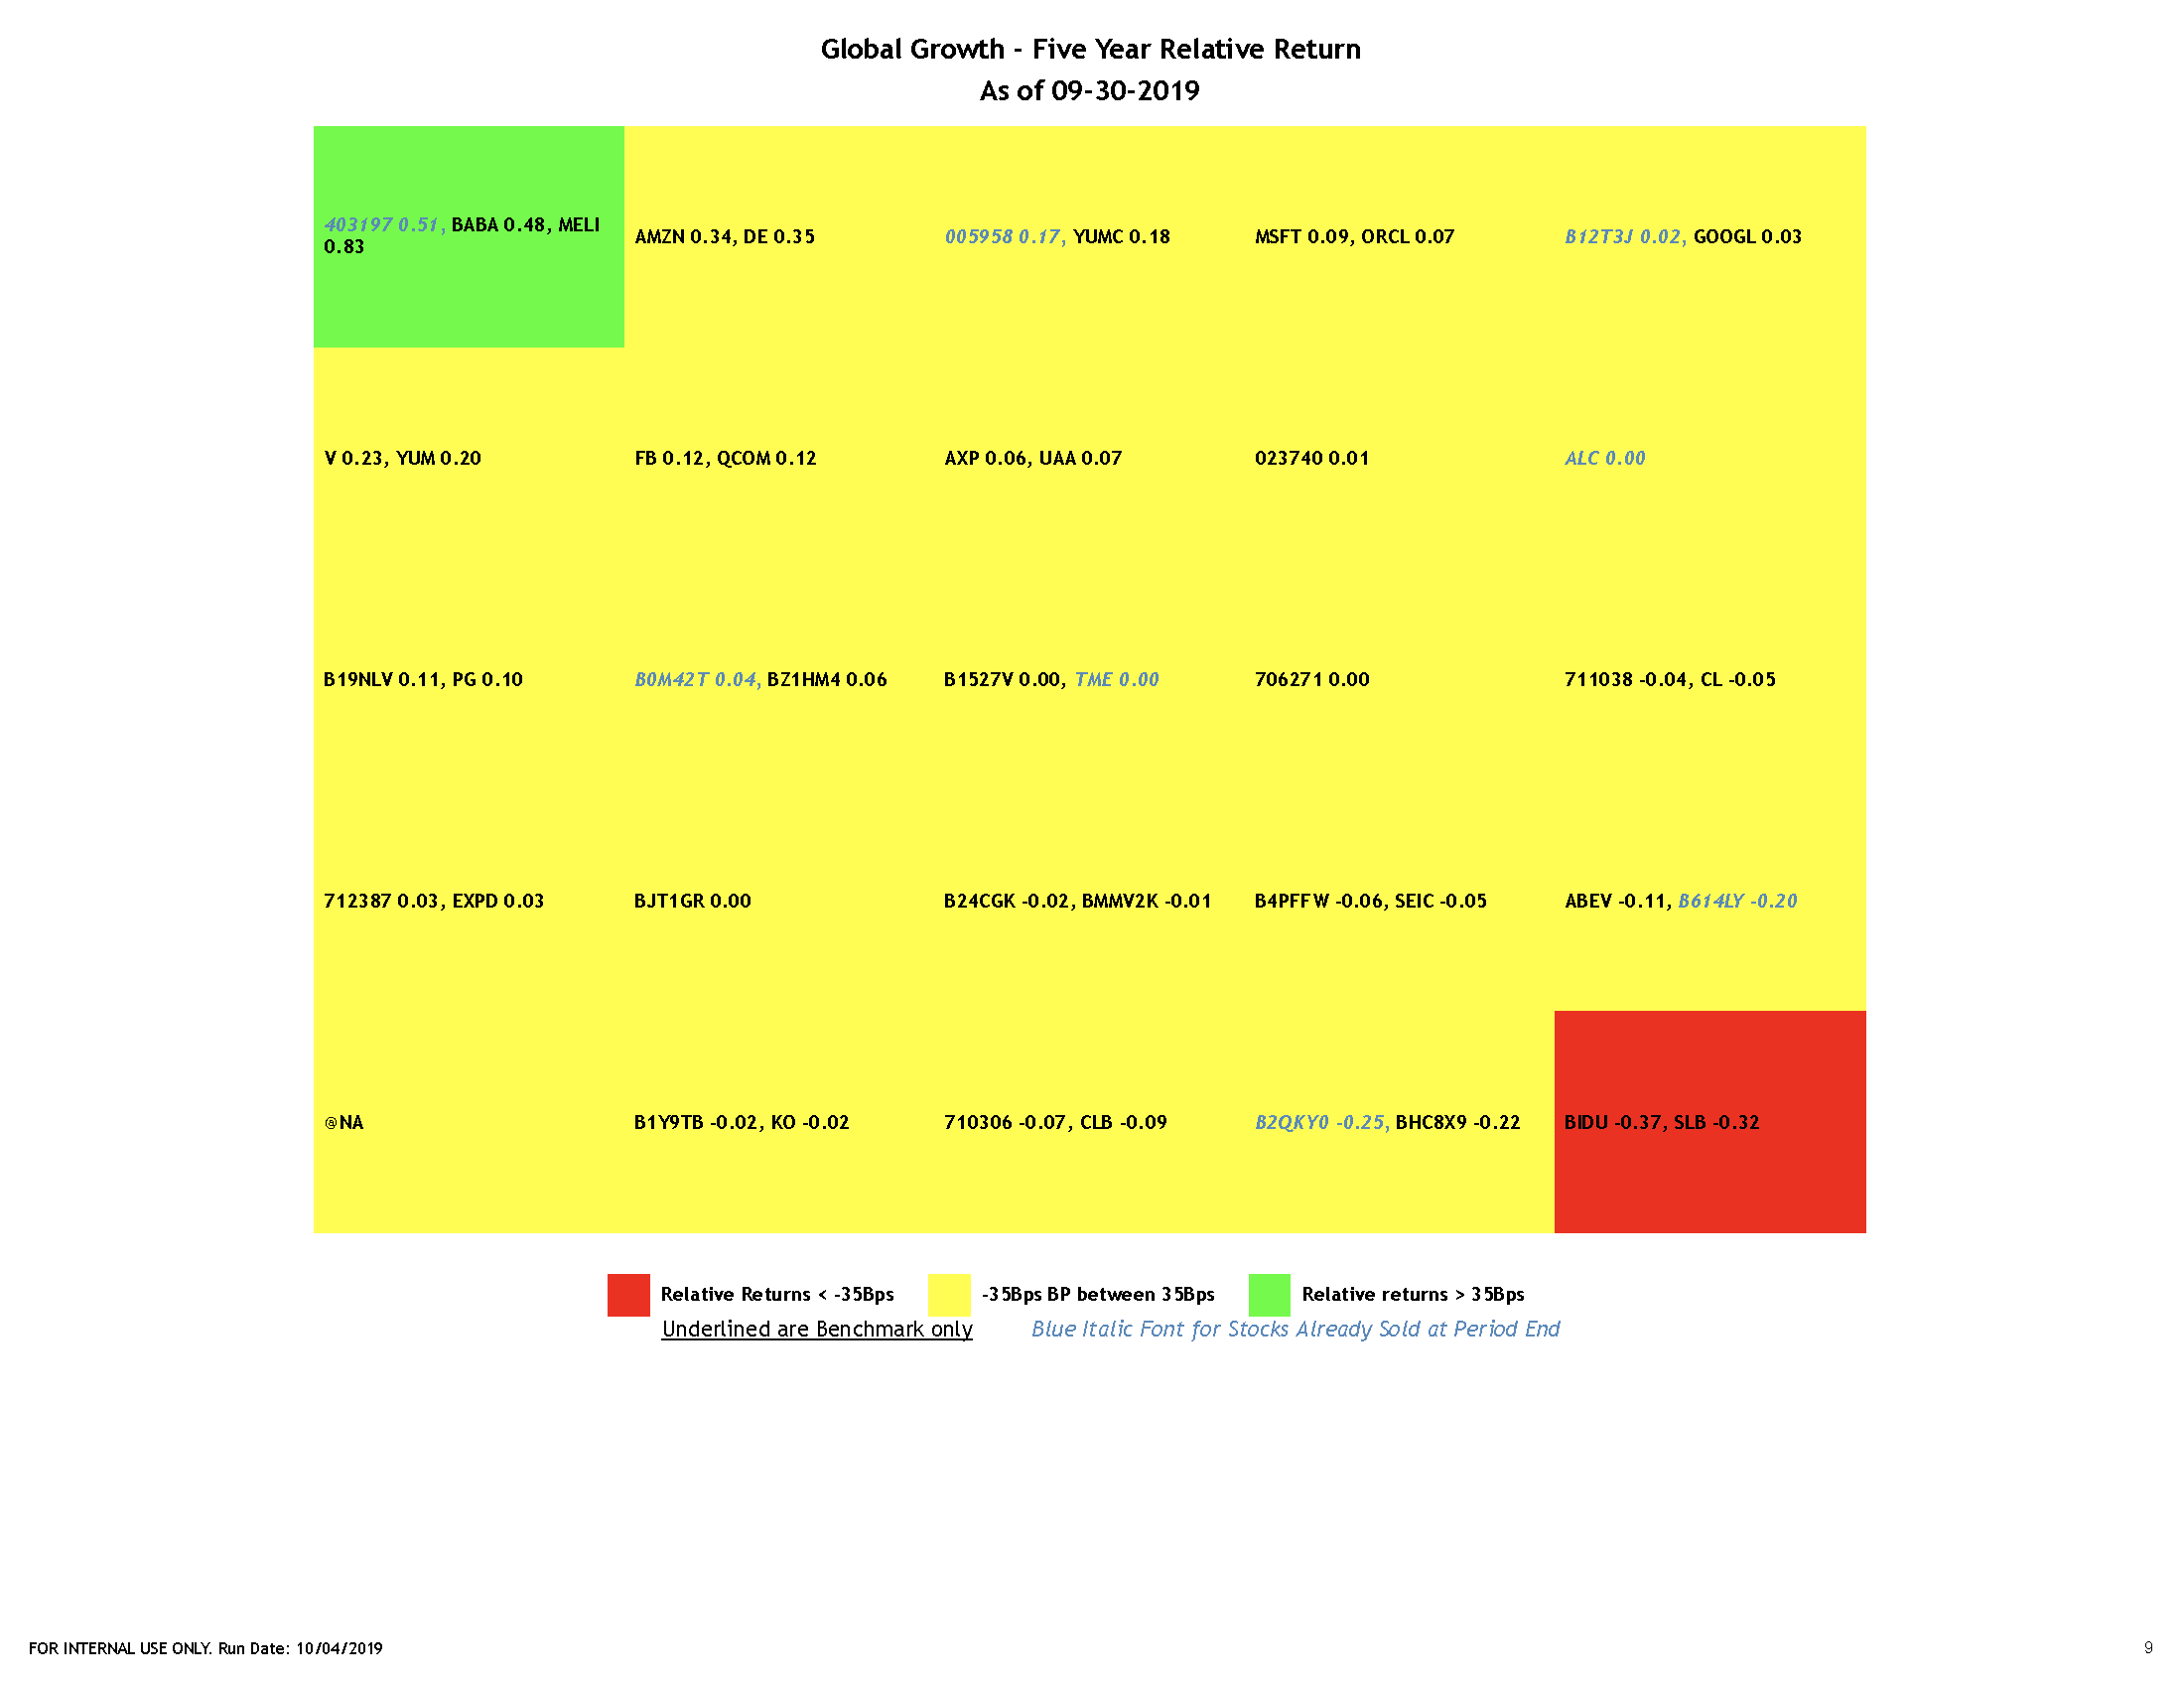 Global Growth - Five Year Relative Return
As of 09-30-2019
403197 0.51, BABA 0.48, MELI
0.83
AMZN 0.34, DE 0.35
005958 0.17, YUMC 0.18
MSFT 0.09, ORCL 0.07
B12T3J 0.02, GOOGL 0.03
V 0.23, YUM 0.20
FB 0.12, QCOM 0.12
AXP 0.06, UAA 0.07
023740 0.01
ALC 0.00
B19NLV 0.11, PG 0.10
B0M42T 0.04, BZ1HM4 0.06
B1527V 0.00, TME 0.00
706271 0.00
711038 -0.04, CL -0.05
712387 0.03, EXPD 0.03
BJT1GR 0.00
B24CGK -0.02, BMMV2K -0.01
B4PFFW -0.06, SEIC -0.05
ABEV -0.11, B614LY -0.20
@NA
B1Y9TB -0.02, KO -0.02
710306 -0.07, CLB -0.09
B2QKY0 -0.25, BHC8X9 -0.22
BIDU -0.37, SLB -0.32
Relative Returns < -35Bps
-35Bps BP between 35Bps
Relative returns > 35Bps
Underlined are Benchmark only
Blue Italic Font for Stocks Already Sold at Period End
FOR INTERNAL USE ONLY. Run Date: 10/04/2019
9